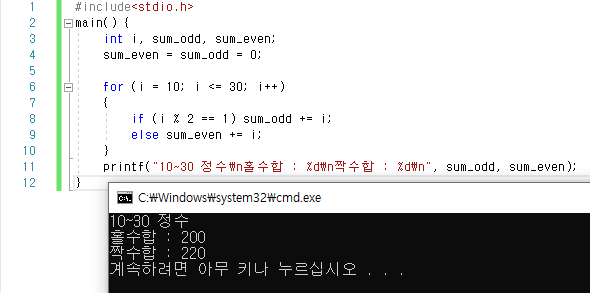 1 #include<stdio.h>
2 main() {
3 int i, sum_odd, sum_even;
4 sum_even = sum_odd = 0;
5
6 for (i = 10; i <= 30; i++)
7 {
8 if (i % 2 == 1) sum_odd += i;
9 else sum_even += i;
10 }
11 printf("10~30 정수₩n홀수합 : %d₩n짝수합 : %d₩n", sum_odd, sum_even);
12 }
C:₩Windows₩system32₩cmd.exe
10~30 정수
홀수합 : 200
짝수합 : 220
계속하려면 아무 키나 누르십시오 . . .